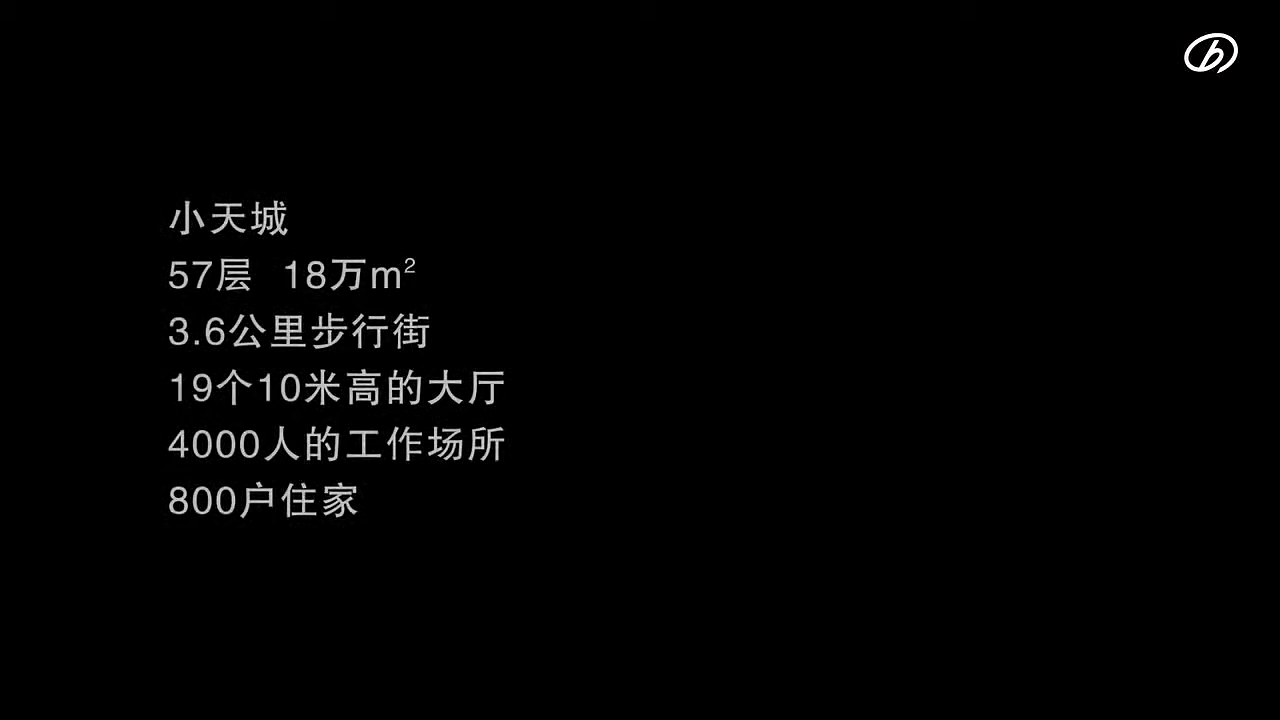 小天城
57层 18万m²
3.6公里步行街
19个10米高的大厅
4000人的工作场所
800户住家